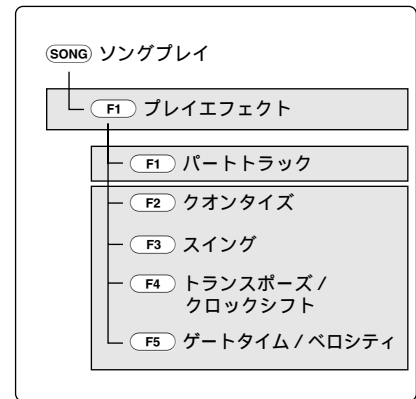 SONG ソングプレイ
F1 プレイエフェクト
F1 パートトラック
F2 クオンタイズ
F3 スイング
F4 トランスポーズ /
クロックシフト
F5 ゲートタイム / ベロシティ